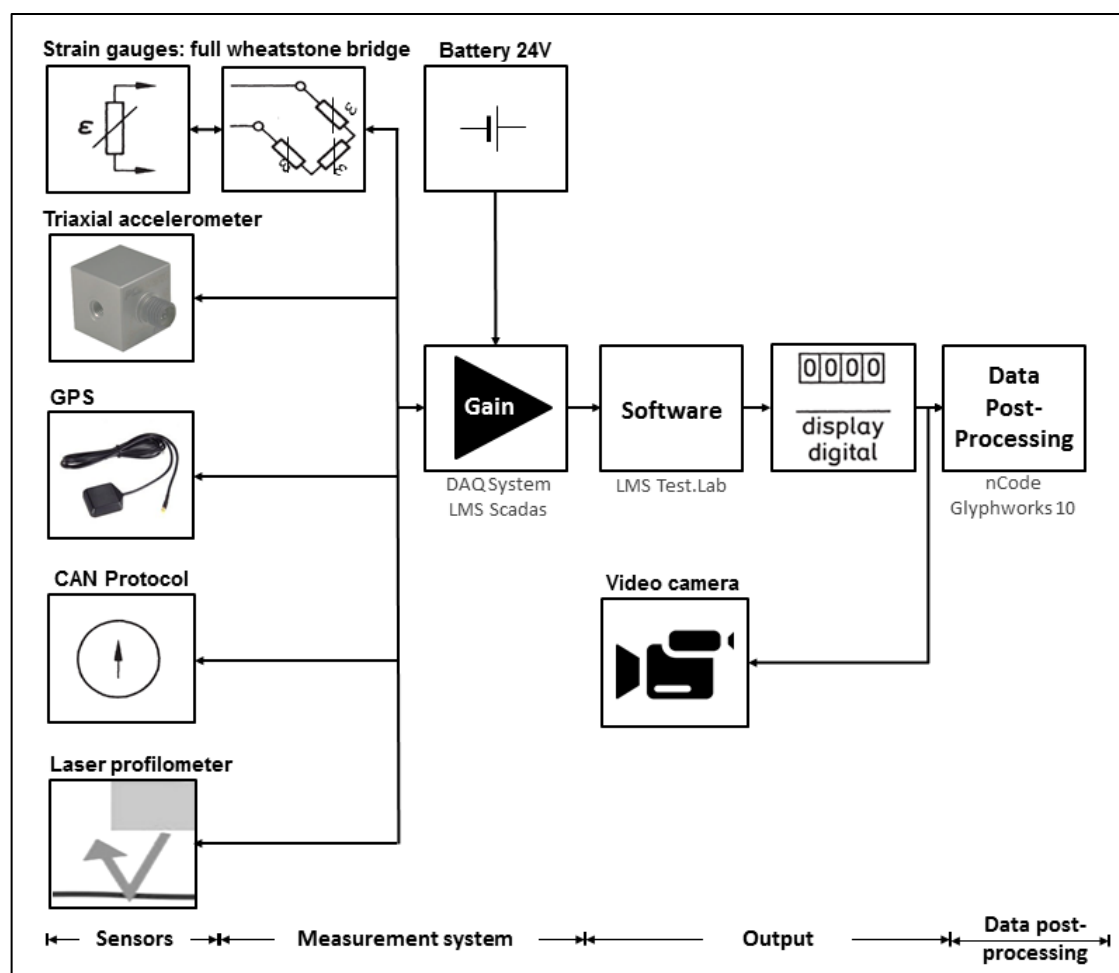 Strain gauges: full wheatstone bridge
Battery 24V
ε
ε
ε
ε
Triaxial accelerometer
GPS
Gain
Software
0000
display
digital
Data
Post-
Processing
DAQ System
LMS Scadas
LMS Test.Lab
nCode
Glyphworks 10
CAN Protocol
Video camera
Laser profilometer
Sensors
Measurement system
Output
Data post-
processing